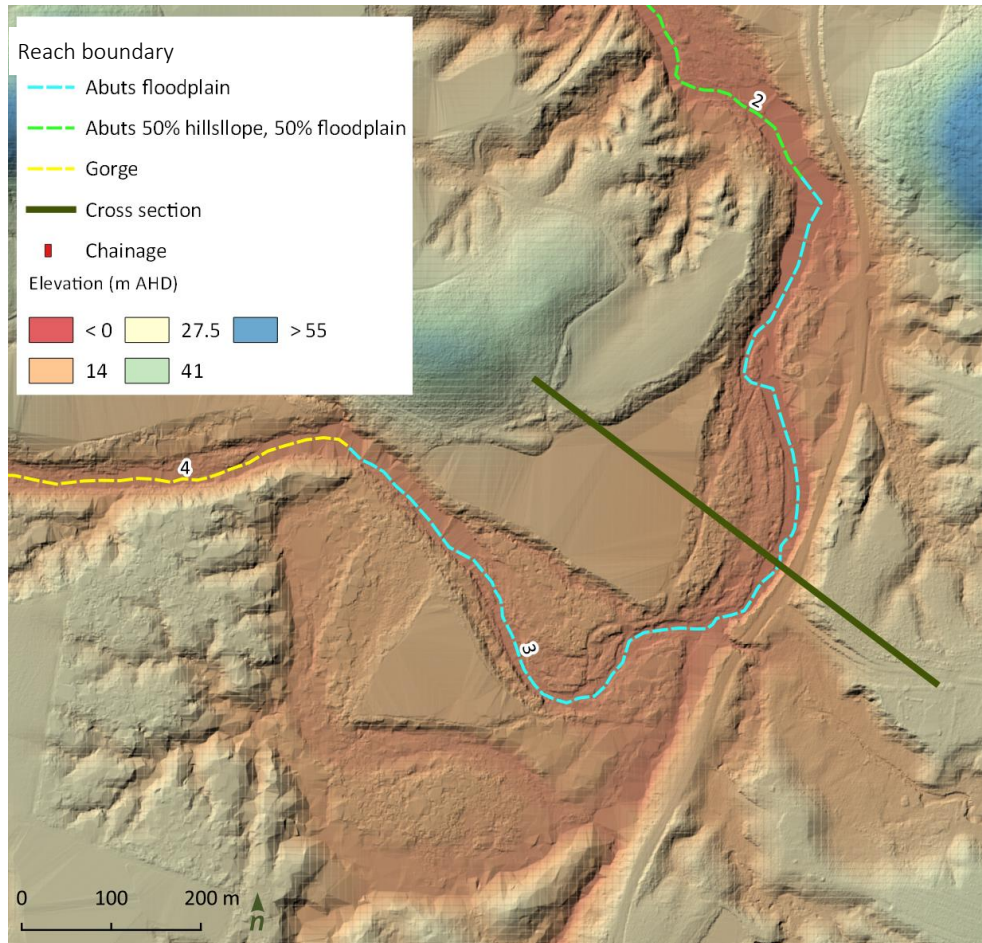 Reach boundary
Abuts floodplain
Abuts 50% hillsllope, 50% floodplain
Gorge
Cross section
Chainage
Elevation (m AHD)
< 0 27.5 > 55
14 41
2
4
3
0 100 200 m
n